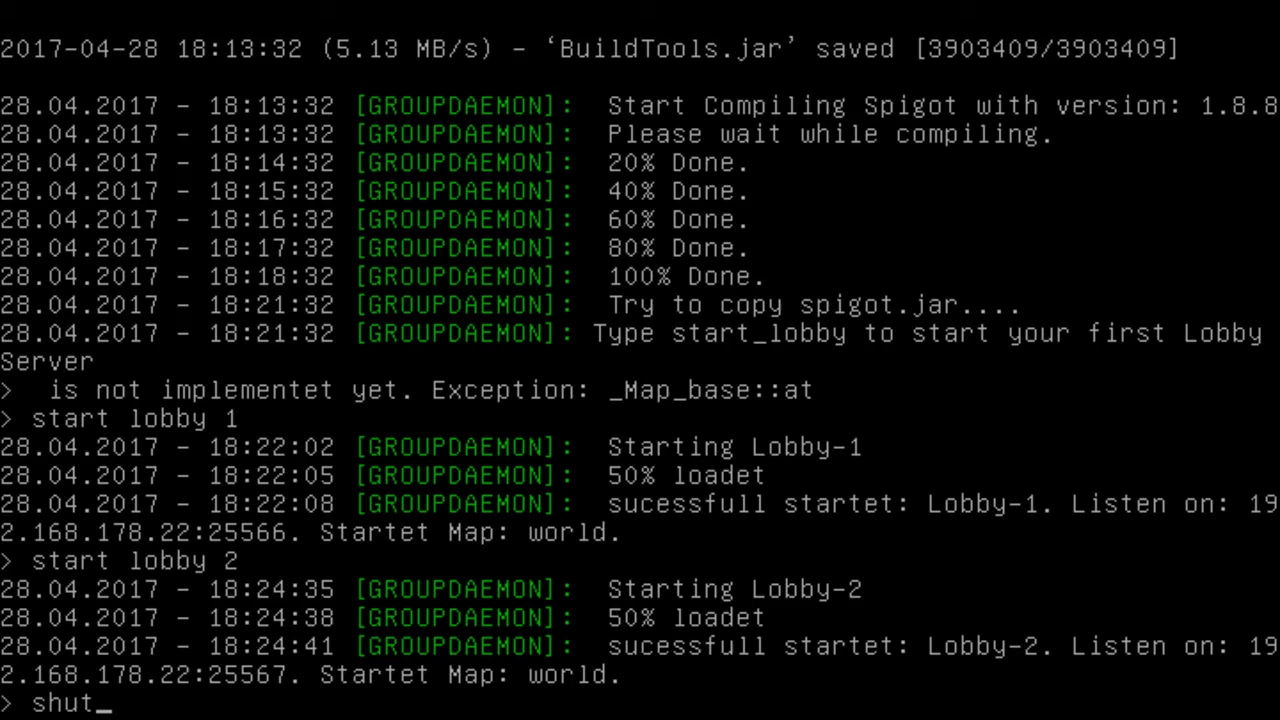 2017-04-28 18:13:32 (5.13 MB/s) - ‘BuildTools.jar’ saved [3903409/3903409]
28.04.2017 - 18:13:32 [GROUPDAEMON]:  Start Compiling Spigot with version: 1.8.8
28.04.2017 - 18:13:32 [GROUPDAEMON]:  Please wait while compiling.
28.04.2017 - 18:14:32 [GROUPDAEMON]:  20% Done.
28.04.2017 - 18:15:32 [GROUPDAEMON]:  40% Done.
28.04.2017 - 18:16:32 [GROUPDAEMON]:  60% Done.
28.04.2017 - 18:17:32 [GROUPDAEMON]:  80% Done.
28.04.2017 - 18:18:32 [GROUPDAEMON]:  100% Done.
28.04.2017 - 18:21:32 [GROUPDAEMON]:  Try to copy spigot.jar....
28.04.2017 - 18:21:32 [GROUPDAEMON]: Type start_lobby to start your first Lobby
Server
>  is not implementet yet. Exception: _Map_base::at
> start lobby 1
28.04.2017 - 18:22:02 [GROUPDAEMON]:  Starting Lobby-1
28.04.2017 - 18:22:05 [GROUPDAEMON]:  50% loadet
28.04.2017 - 18:22:08 [GROUPDAEMON]:  sucessfull startet: Lobby-1. Listen on: 19
2.168.178.22:25566. Startet Map: world.
> start lobby 2
28.04.2017 - 18:24:35 [GROUPDAEMON]:  Starting Lobby-2
28.04.2017 - 18:24:38 [GROUPDAEMON]:  50% loadet
28.04.2017 - 18:24:41 [GROUPDAEMON]:  sucessfull startet: Lobby-2. Listen on: 19
2.168.178.22:25567. Startet Map: world.
> shut_